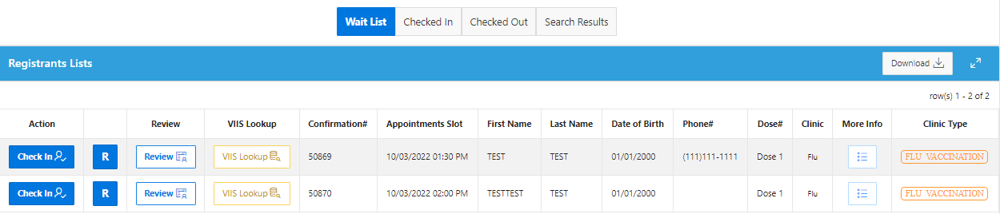 Wait List Checked In Checked Out Search Results
Registrants Lists Download
row(s) 1 - 2 of 2
Action Review VIIS Lookup Confirmation# Appointments Slot First Name Last Name Date of Birth Phone# Dose# Clinic More Info Clinic Type
Check In R Review VIIS Lookup 50869 10/03/2022 01:30 PM TEST TEST 01/01/2000 (111)111-1111 Dose 1 Flu FLU VACCINATION
Check In R Review VIIS Lookup 50870 10/03/2022 02:00 PM TESTTEST TEST 01/01/2000 Dose 1 Flu FLU VACCINATION